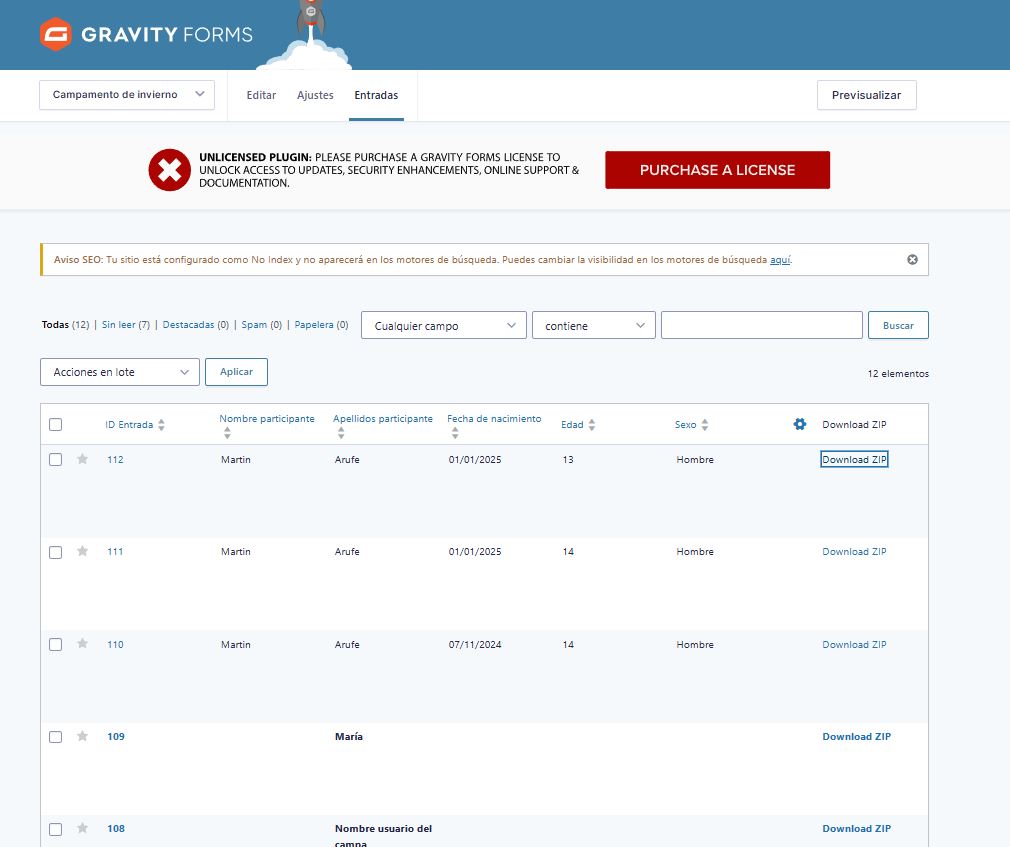 GRAVITY FORMS
Campamento de invierno
Editar
Ajustes
Entradas
Previsualizar
UNLICENSED PLUGIN: PLEASE PURCHASE A GRAVITY FORMS LICENSE TO
UNLOCK ACCESS TO UPDATES, SECURITY ENHANCEMENTS, ONLINE SUPPORT &
DOCUMENTATION.
PURCHASE A LICENSE
Aviso SEO: Tu sitio está configurado como No Index y no aparecerá en los motores de búsqueda. Puedes cambiar la visibilidad en los motores de búsqueda aquí.
Todas (12) | Sin leer (7) | Destacadas (0) | Spam (0) | Papelera (0)
Cualquier campo
contiene
Buscar
Acciones en lote
Aplicar
12 elementos
ID Entrada Nombre participante Apellidos participante Fecha de nacimiento Edad Sexo Download ZIP
112 Martin Arufe 01/01/2025 13 Hombre Download ZIP
111 Martin Arufe 01/01/2025 14 Hombre Download ZIP
110 Martin Arufe 07/11/2024 14 Hombre Download ZIP
109 María Download ZIP
108 Nombre usuario del Download ZIP
campa